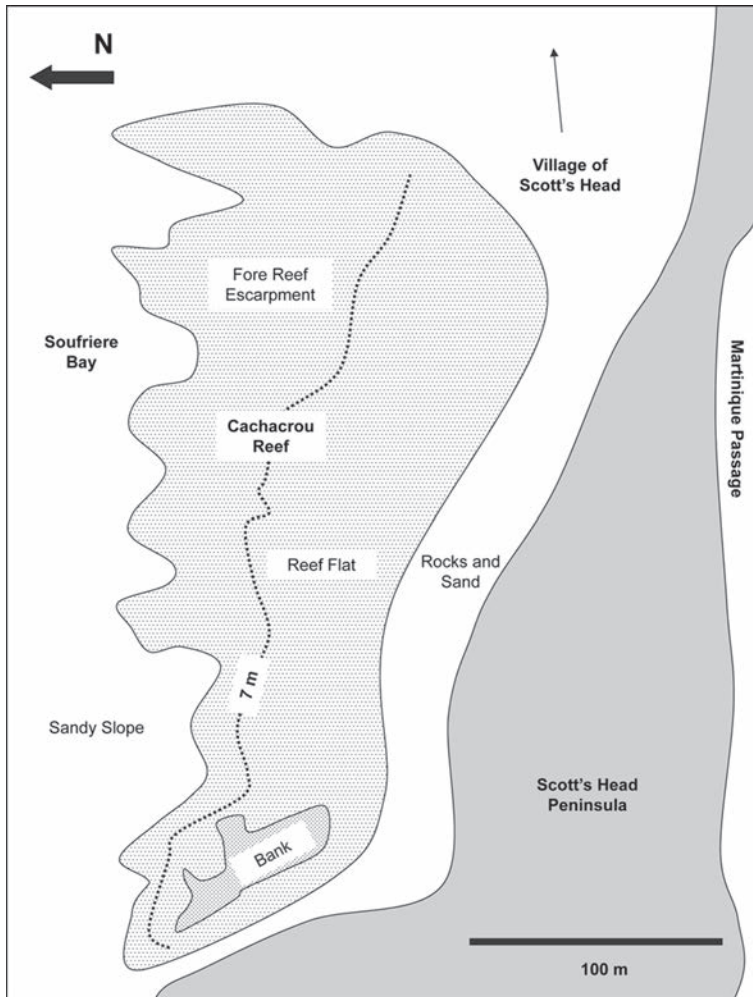 N
Village of
Scott's Head
Fore Reef
Escarpment
Soufriere
Bay
Martinique Passage
Cachacrou
Reef
Reef Flat
Rocks and
Sand
7 m
Sandy Slope
Scott's Head
Peninsula
Bank
100 m